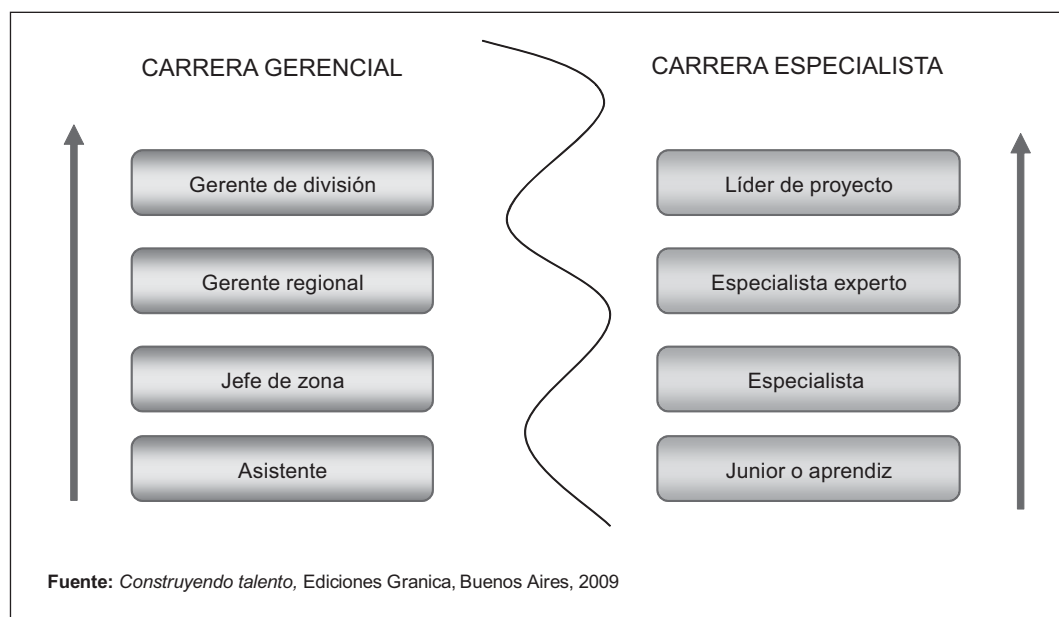 CARRERA GERENCIAL
Gerente de división
Gerente regional
Jefe de zona
Asistente
CARRERA ESPECIALISTA
Líder de proyecto
Especialista experto
Especialista
Junior o aprendiz
Fuente: Construyendo talento, Ediciones Granica, Buenos Aires, 2009